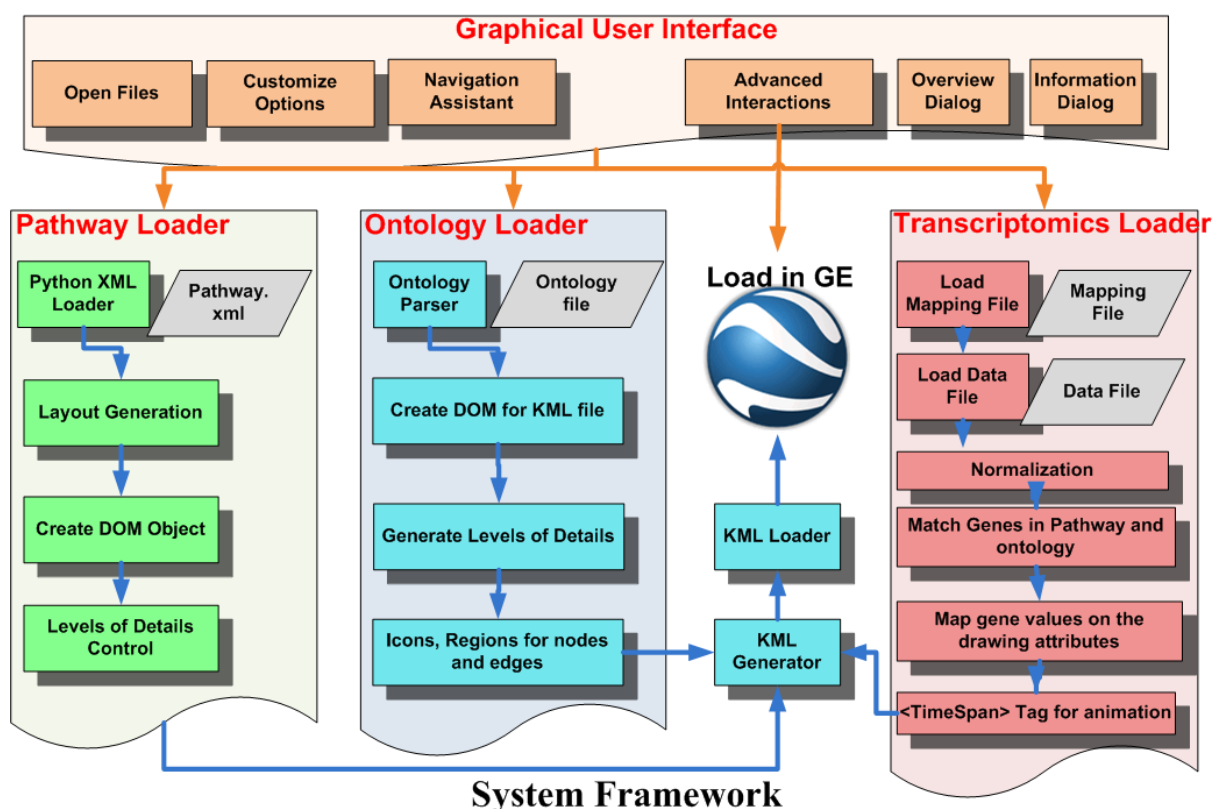 Graphical User Interface
Open Files
Customize
Options
Navigation
Assistant
Advanced
Interactions
Overview
Dialog
Information
Dialog
Pathway Loader
Python XML
Loader
Pathway.
xml
Layout Generation
Create DOM Object
Levels of Details
Control
Ontology Loader
Ontology
Parser
Ontology
file
Create DOM for KML file
Generate Levels of Details
Icons, Regions for nodes
and edges
Load in GE
KML Loader
KML
Generator
Transcriptomics Loader
Load
Mapping File
Mapping
File
Load Data
File
Data File
Normalization
Match Genes in Pathway and
ontology
Map gene values on the
drawing attributes
<TimeSpan> Tag for animation
System Framework